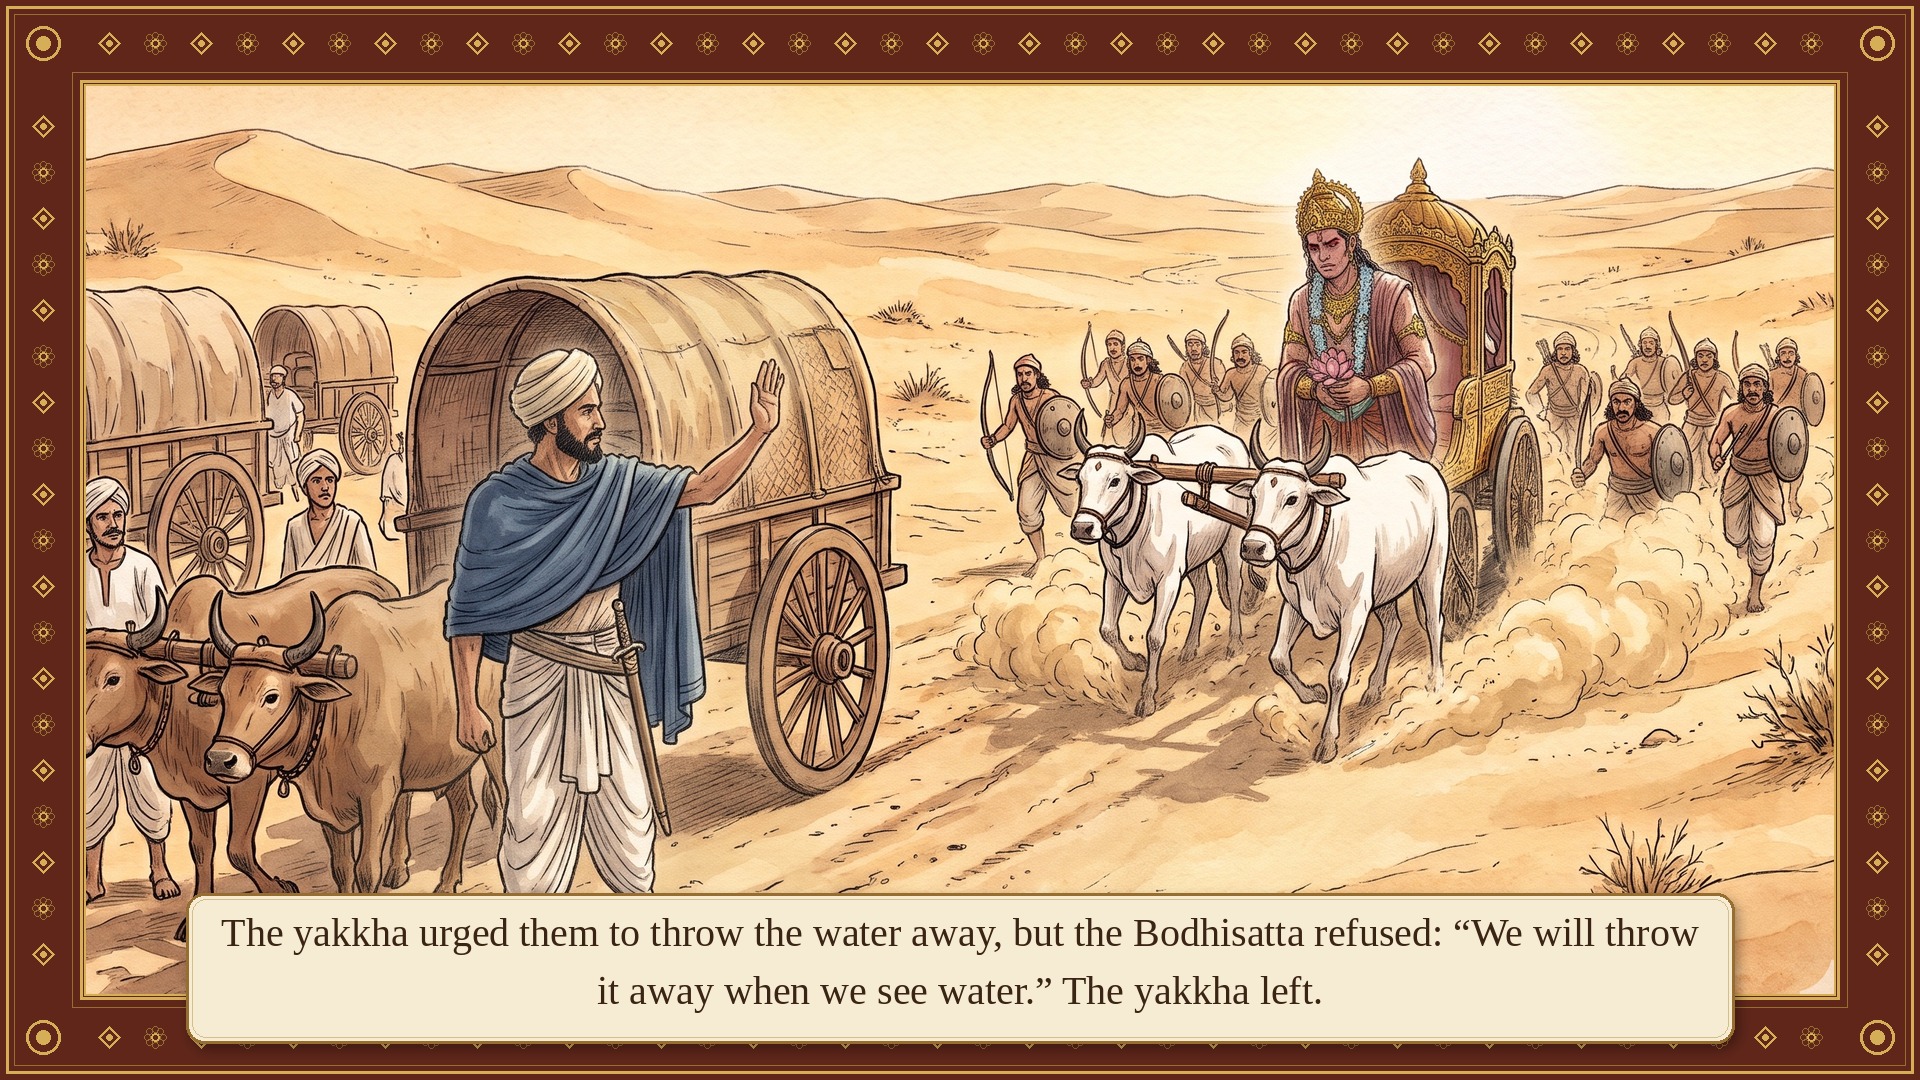 The yakkha urged them to throw the water away, but the Bodhisatta refused: “We will throw
it away when we see water.” The yakkha left.